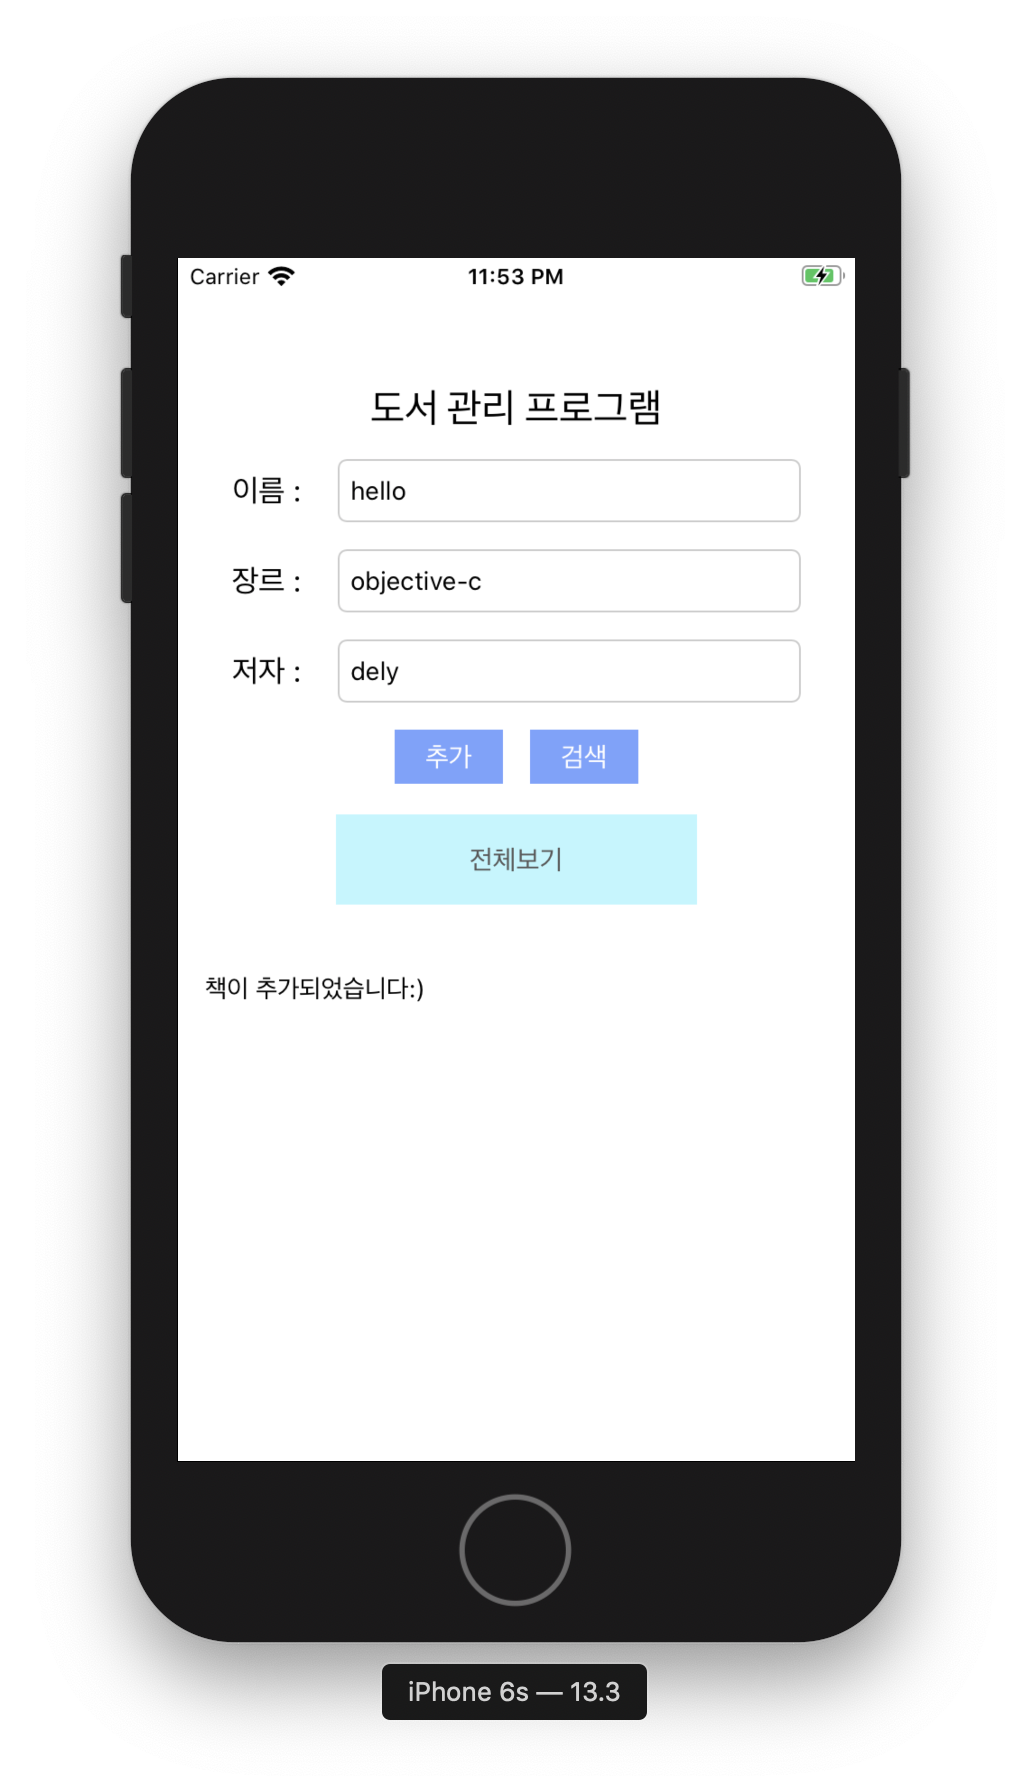 Carrier 11:53 PM
도서 관리 프로그램
이름 : hello
장르 : objective-c
저자 : dely
추가 검색
전체보기
책이 추가되었습니다:)
iPhone 6s — 13.3